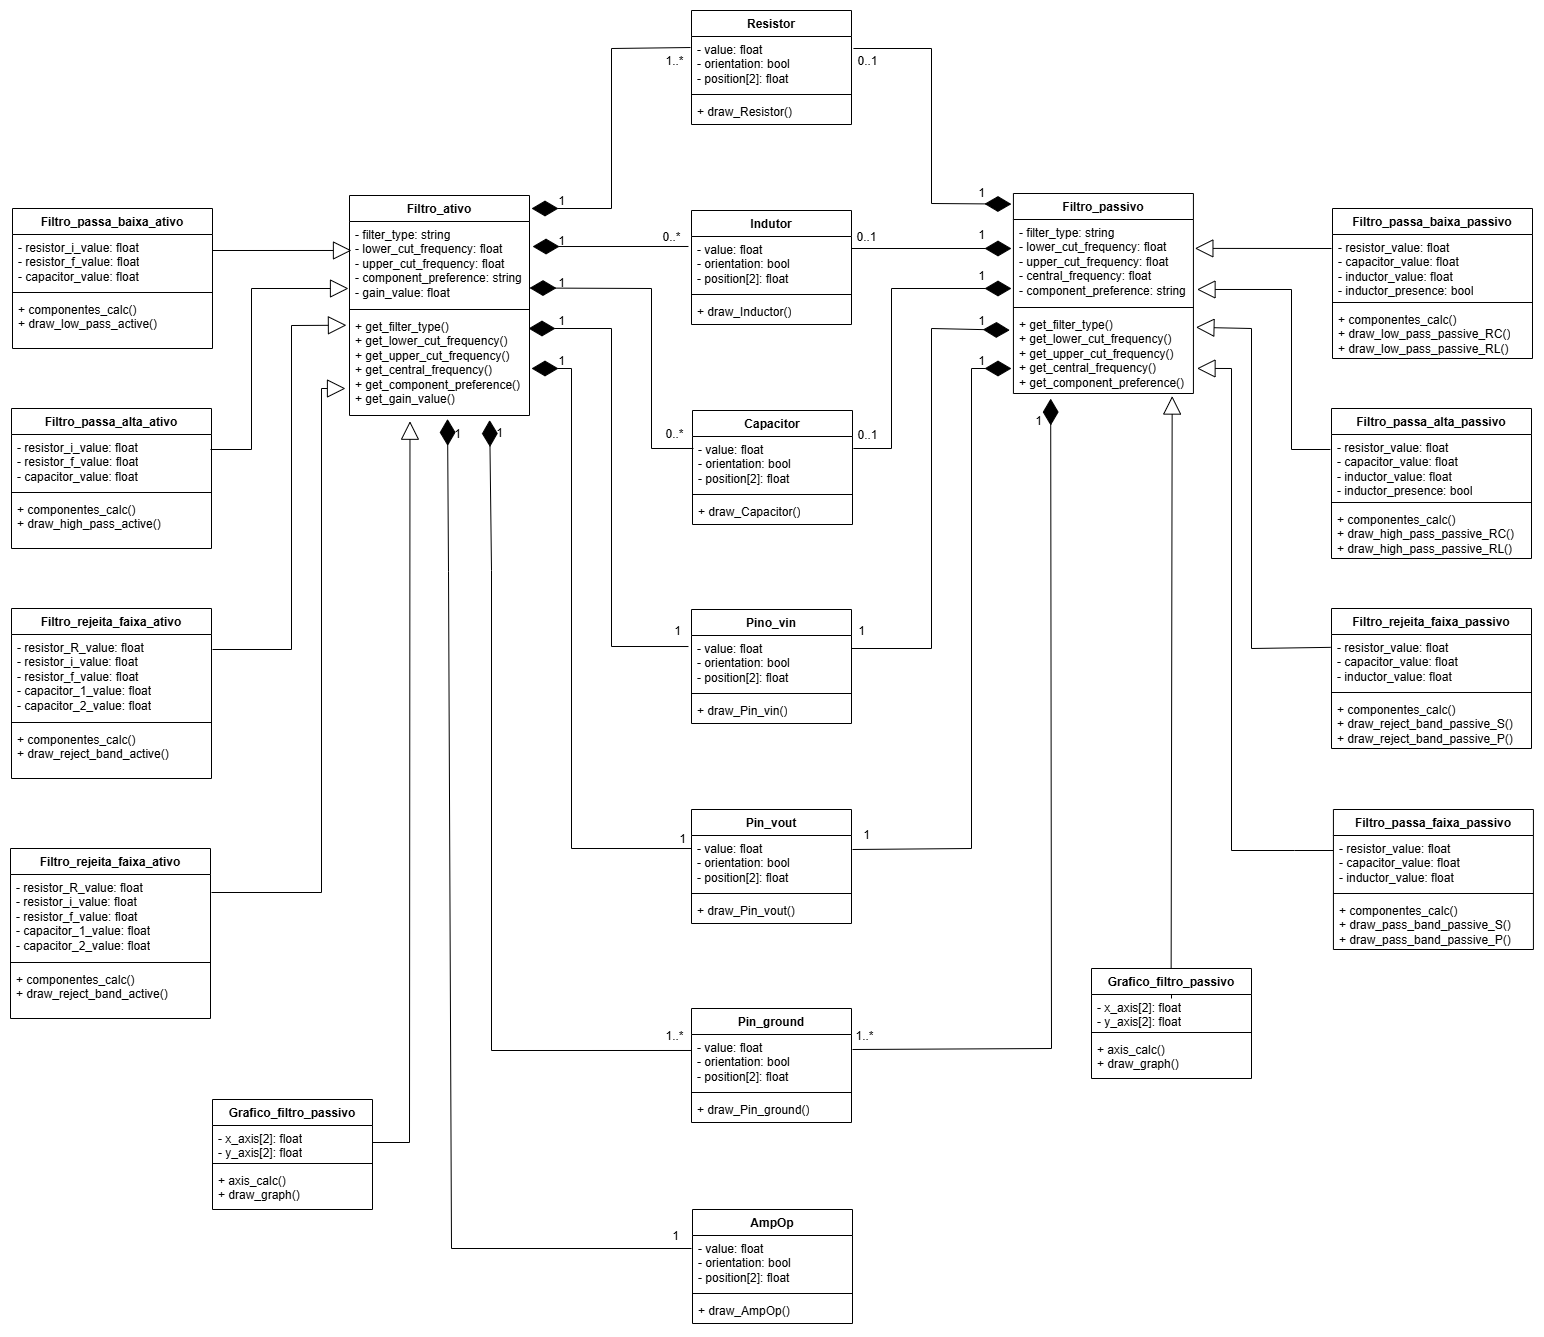 Resistor
- value: float
- orientation: bool
- position[2]: float
+ draw_Resistor()
1..*
0..1
Filtro_passa_baixa_ativo
- resistor_i_value: float
- resistor_f_value: float
- capacitor_value: float
+ componentes_calc()
+ draw_low_pass_active()
Filtro_passa_alta_ativo
- resistor_i_value: float
- resistor_f_value: float
- capacitor_value: float
+ componentes_calc()
+ draw_high_pass_active()
Filtro_rejeita_faixa_ativo
- resistor_R_value: float
- resistor_i_value: float
- resistor_f_value: float
- capacitor_1_value: float
- capacitor_2_value: float
+ componentes_calc()
+ draw_reject_band_active()
Filtro_rejeita_faixa_ativo
- resistor_R_value: float
- resistor_i_value: float
- resistor_f_value: float
- capacitor_1_value: float
- capacitor_2_value: float
+ componentes_calc()
+ draw_reject_band_active()
Filtro_ativo
- filter_type: string
- lower_cut_frequency: float
- upper_cut_frequency: float
- component_preference: string
- gain_value: float
+ get_filter_type()
+ get_lower_cut_frequency()
+ get_upper_cut_frequency()
+ get_central_frequency()
+ get_component_preference()
+ get_gain_value()
1
1
1
1
1
1
1
Grafico_filtro_passivo
- x_axis[2]: float
- y_axis[2]: float
+ axis_calc()
+ draw_graph()
Indutor
- value: float
- orientation: bool
- position[2]: float
+ draw_Indutor()
0..*
0..1
Capacitor
- value: float
- orientation: bool
- position[2]: float
+ draw_Capacitor()
0..*
0..1
Pino_vin
- value: float
- orientation: bool
- position[2]: float
+ draw_Pin_vin()
1
1
Pin_vout
- value: float
- orientation: bool
- position[2]: float
+ draw_Pin_vout()
1
1
Pin_ground
- value: float
- orientation: bool
- position[2]: float
+ draw_Pin_ground()
1..*
1..*
AmpOp
- value: float
- orientation: bool
- position[2]: float
+ draw_AmpOp()
1
Filtro_passivo
- filter_type: string
- lower_cut_frequency: float
- upper_cut_frequency: float
- central_frequency: float
- component_preference: string
+ get_filter_type()
+ get_lower_cut_frequency()
+ get_upper_cut_frequency()
+ get_central_frequency()
+ get_component_preference()
1
1
1
1
1
1
Grafico_filtro_passivo
- x_axis[2]: float
- y_axis[2]: float
+ axis_calc()
+ draw_graph()
Filtro_passa_baixa_passivo
- resistor_value: float
- capacitor_value: float
- inductor_value: float
- inductor_presence: bool
+ componentes_calc()
+ draw_low_pass_passive_RC()
+ draw_low_pass_passive_RL()
Filtro_passa_alta_passivo
- resistor_value: float
- capacitor_value: float
- inductor_value: float
- inductor_presence: bool
+ componentes_calc()
+ draw_high_pass_passive_RC()
+ draw_high_pass_passive_RL()
Filtro_rejeita_faixa_passivo
- resistor_value: float
- capacitor_value: float
- inductor_value: float
+ componentes_calc()
+ draw_reject_band_passive_S()
+ draw_reject_band_passive_P()
Filtro_passa_faixa_passivo
- resistor_value: float
- capacitor_value: float
- inductor_value: float
+ componentes_calc()
+ draw_pass_band_passive_S()
+ draw_pass_band_passive_P()